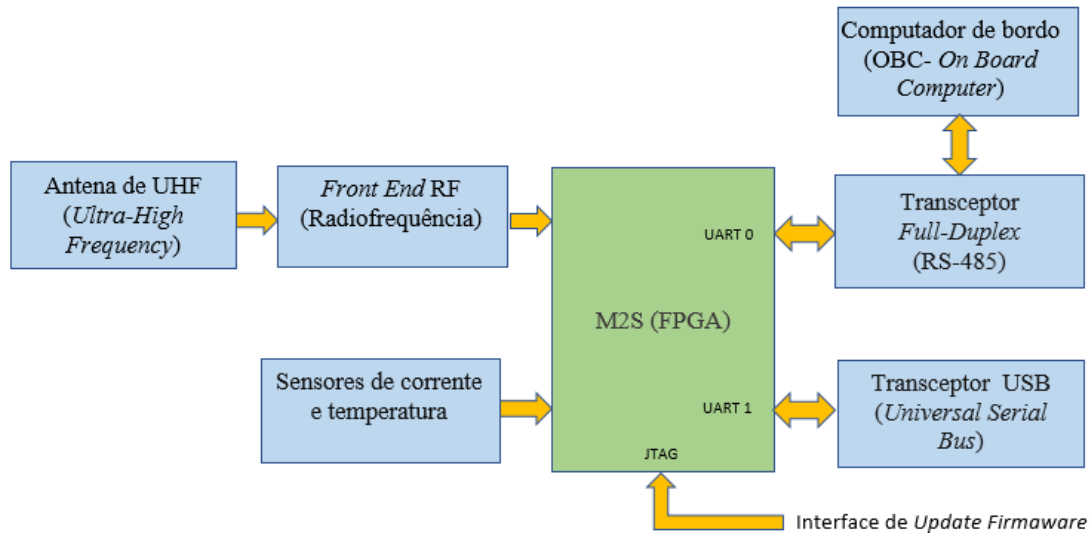 Computador de bordo
(OBC- On Board
Computer)
Antena de UHF
(Ultra-High
Frequency)
Front End RF
(Radiofrequência)
UART 0
Transceptor
Full-Duplex
(RS-485)
M2S (FPGA)
Sensores de corrente
e temperatura
UART 1
Transceptor USB
(Universal Serial
Bus)
JTAG
Interface de Update Firmaware